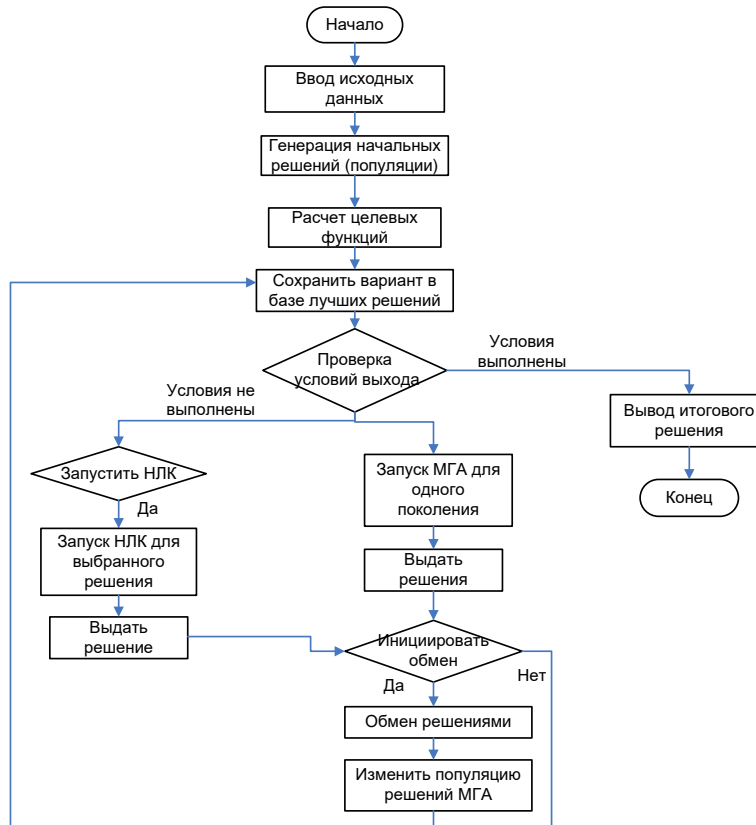 Начало
Ввод исходных
данных
Генерация начальных
решений (популяции)
Расчет целевых
функций
Сохранить вариант в
базе лучших решений
Проверка
условий выхода
Условия
выполнены
Условия не
выполнены
Вывод итогового
решения
Конец
Запустить НЛК
Да
Запуск НЛК для
выбранного
решения
Выдать
решение
Запуск МГА для
одного
поколения
Выдать
решения
Инициировать
обмен
Да
Нет
Обмен решениями
Изменить популяцию
решений МГА